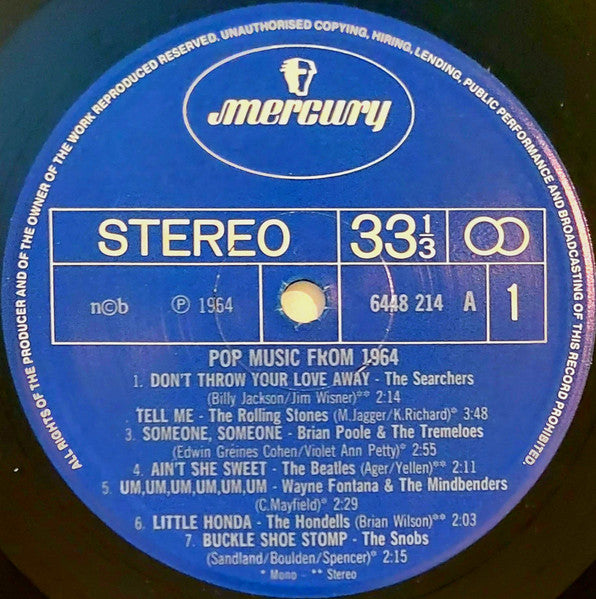 ALL RIGHTS OF THE PRODUCER AND OF THE OWNER OF THE WORK REPRODUCED RESERVED. UNAUTHORISED COPYING, HIRING, LENDING, PUBLIC PERFORMANCE AND BROADCASTING OF THIS RECORD PROHIBITED.
mercury
STEREO 33 1/3
n©b ℗ 1964 6448 214 A 1
POP MUSIC FROM 1964
1. DON'T THROW YOUR LOVE AWAY - The Searchers
(Billy Jackson/Jim Wisner)** 2:14
. TELL ME - The Rolling Stones (M.Jagger/K.Richard)* 3:48
3. SOMEONE, SOMEONE - Brian Poole & The Tremeloes
(Edwin Greines Cohen/Violet Ann Petty)* 2:55
4. AIN'T SHE SWEET - The Beatles (Ager/Yellen)** 2:11
5. UM,UM,UM,UM,UM,UM - Wayne Fontana & The Mindbenders
(C.Mayfield)* 2:29
6. LITTLE HONDA - The Hondells (Brian Wilson)** 2:03
7. BUCKLE SHOE STOMP - The Snobs
(Sandland/Boulden/Spencer)* 2:15
* Mono - ** Stereo